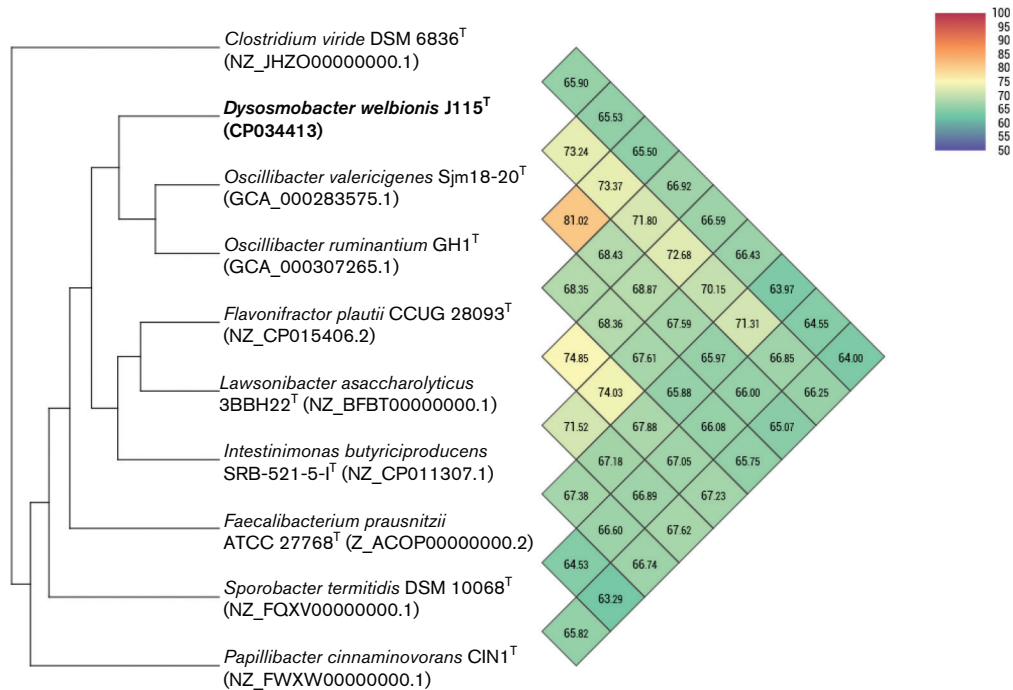 Clostridium viride DSM 6836ᵀ
(NZ_JHZO00000000.1)
Dysosmobacter welbionis J115ᵀ
(CP034413)
Oscillibacter valericigenes Sjm18-20ᵀ
(GCA_000283575.1)
Oscillibacter ruminantium GH1ᵀ
(GCA_000307265.1)
Flavonifractor plautii CCUG 28093ᵀ
(NZ_CP015406.2)
Lawsonibacter asaccharolyticus
3BBH22ᵀ (NZ_BFBT00000000.1)
Intestinimonas butyriciproducens
SRB-521-5-Iᵀ (NZ_CP011307.1)
Faecalibacterium prausnitzii
ATCC 27768ᵀ (Z_ACOP00000000.2)
Sporobacter termitidis DSM 10068ᵀ
(NZ_FQXV00000000.1)
Papillibacter cinnaminovorans CIN1ᵀ
(NZ_FWXW00000000.1)
65.90
65.53
73.24 65.50
73.37 66.92
81.02 71.80 66.59
68.43 72.68 66.43
68.35 68.87 70.15 63.97
68.36 67.59 71.31 64.55
74.85 67.61 65.97 66.85 64.00
74.03 65.88 66.00 66.25
71.52 67.88 66.08 65.07
67.18 67.05 65.75
67.38 66.89 67.23
66.60 67.62
64.53 66.74
63.29
65.82
100
95
90
85
80
75
70
65
60
55
50